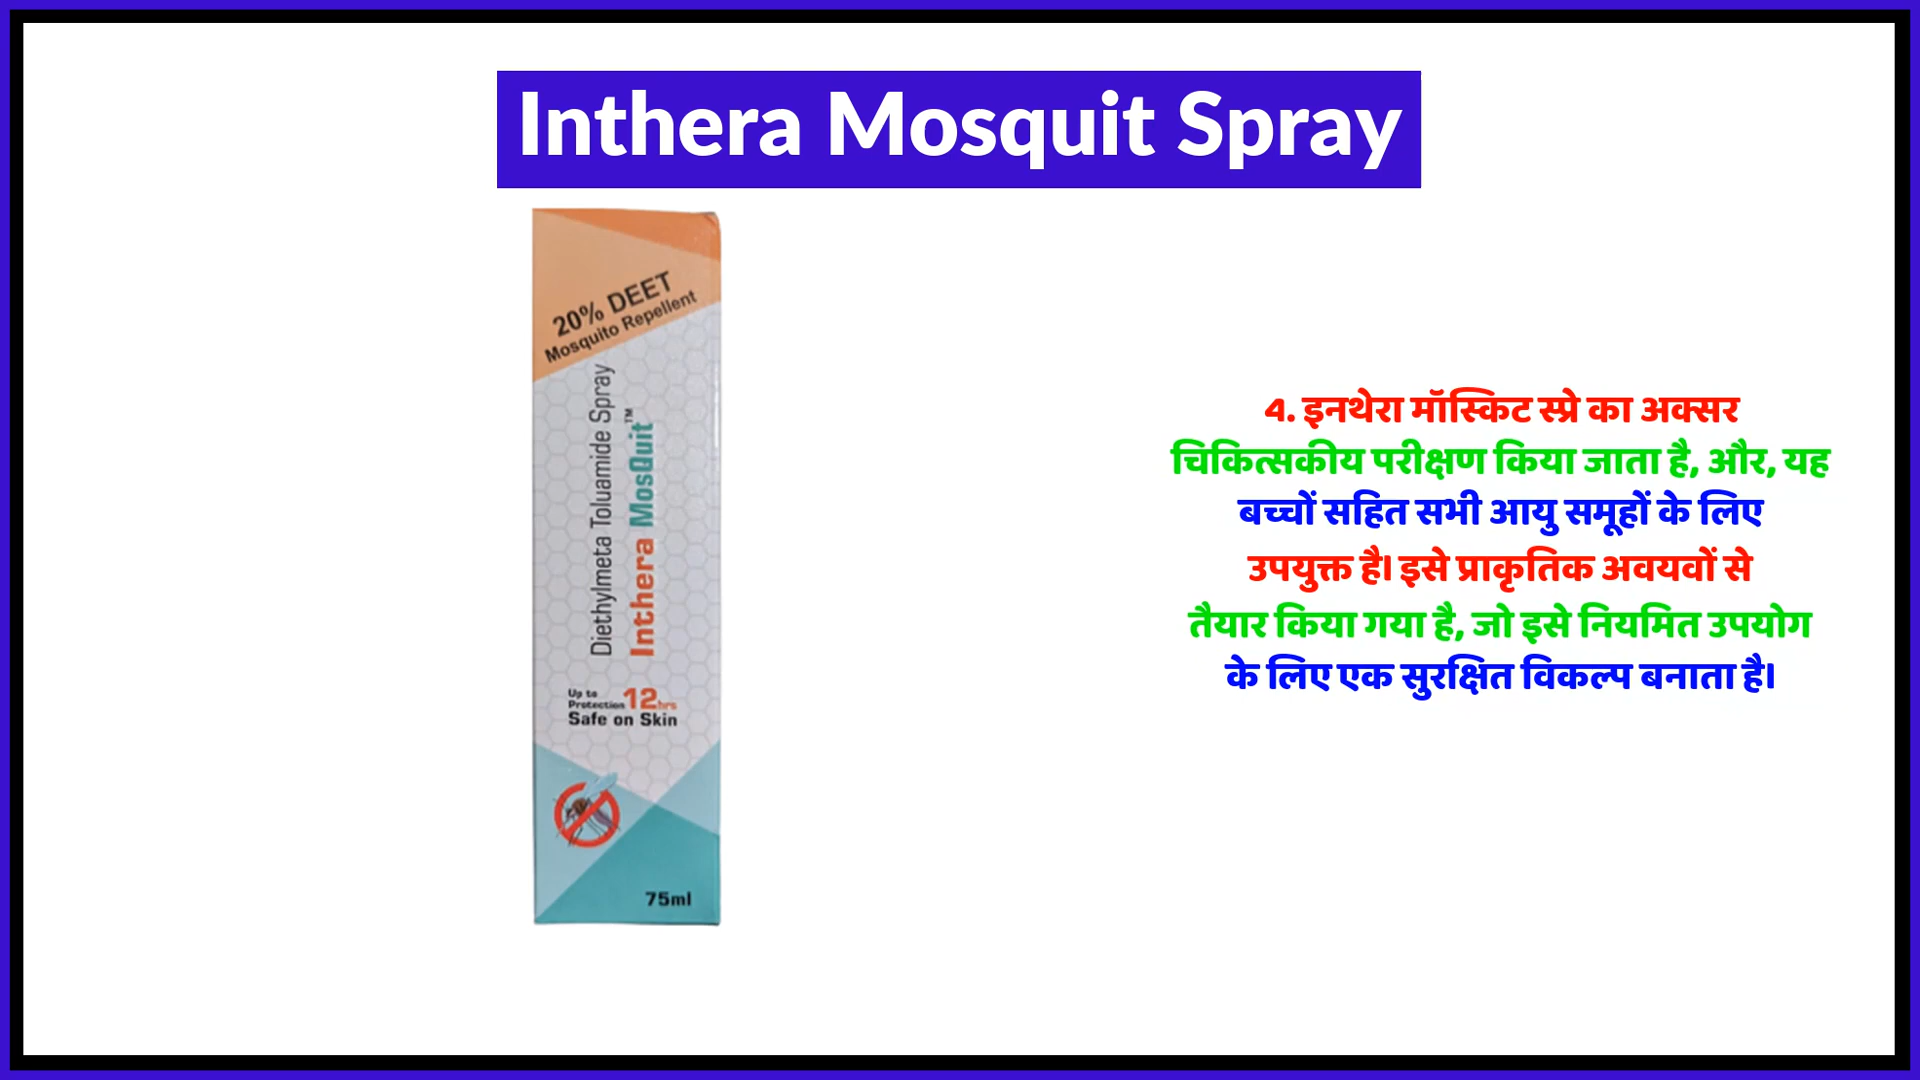 Inthera Mosquit Spray
20% DEET
Mosquito Repellent
Diethylmeta Toluamide Spray
Inthera MosQuit™
Up to
Protection 12hrs
Safe on Skin
75ml
4. इनथेरा मॉस्किट स्प्रे का अक्सर
चिकित्सकीय परीक्षण किया जाता है, और, यह
बच्चों सहित सभी आयु समूहों के लिए
उपयुक्त है। इसे प्राकृतिक अवयवों से
तैयार किया गया है, जो इसे नियमित उपयोग
के लिए एक सुरक्षित विकल्प बनाता है।